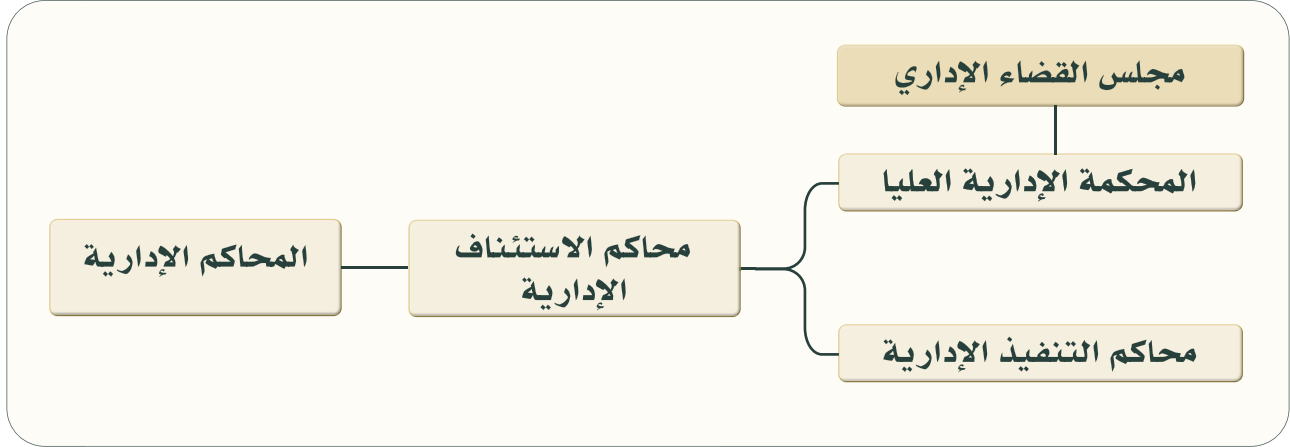 مجلس القضاء الإداري
المحكمة الإدارية العليا
محاكم الاستئناف
الإدارية
المحاكم الإدارية
محاكم التنفيذ الإدارية